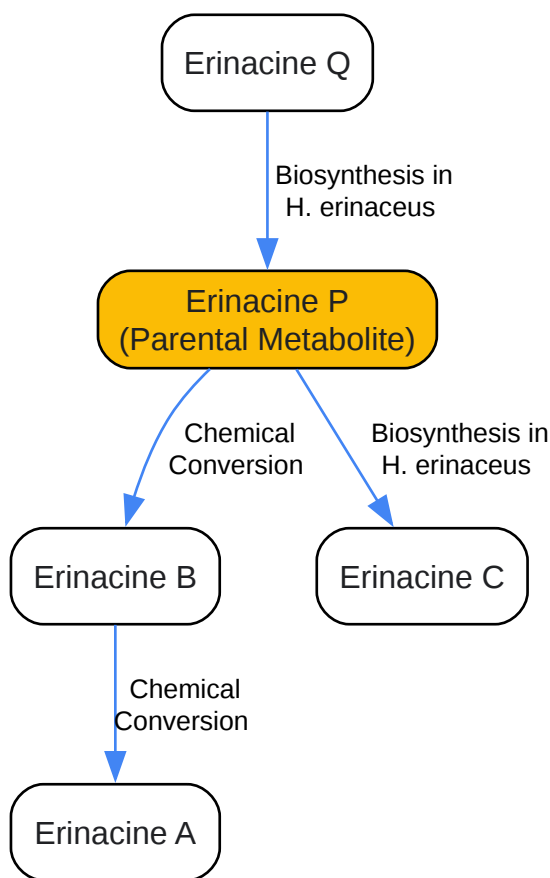 Erinacine Q
Biosynthesis in
H. erinaceus
Erinacine P
(Parental Metabolite)
Chemical
Conversion
Biosynthesis in
H. erinaceus
Erinacine B
Erinacine C
Chemical
Conversion
Erinacine A